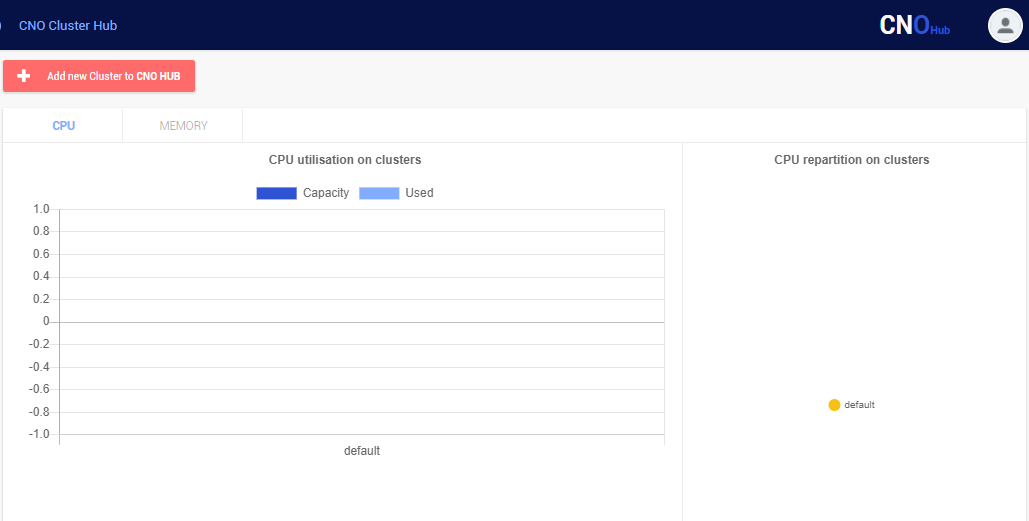 CNO Cluster Hub
CNO Hub
Add new Cluster to CNO HUB
CPU
MEMORY
CPU utilisation on clusters
CPU repartition on clusters
Capacity
Used
1.0
0.8
0.6
0.4
0.2
0
-0.2
-0.4
-0.6
-0.8
-1.0
default
default